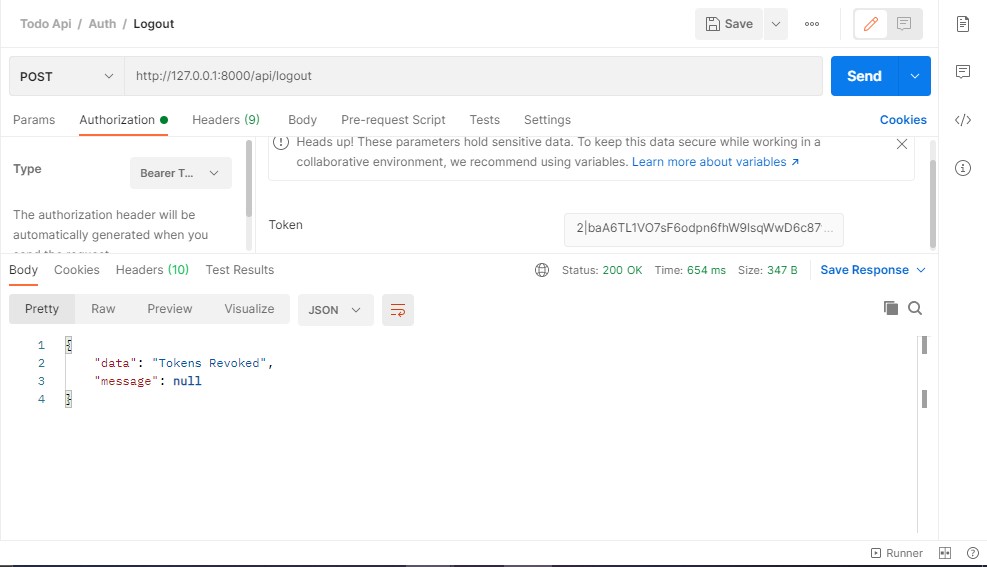 Todo Api / Auth / Logout
Save
POST
http://127.0.0.1:8000/api/logout
Send
Params Authorization Headers (9) Body Pre-request Script Tests Settings Cookies
Heads up! These parameters hold sensitive data. To keep this data secure while working in a
collaborative environment, we recommend using variables. Learn more about variables ↗
Type
Bearer T...
The authorization header will be
automatically generated when you
send the request.
Token
2|baA6TL1VO7sF6odpn6fhW9IsqWwD6c87...
Body Cookies Headers (10) Test Results
Status: 200 OK Time: 654 ms Size: 347 B Save Response
Pretty Raw Preview Visualize JSON
1 {
2 "data": "Tokens Revoked",
3 "message": null
4 }
Runner